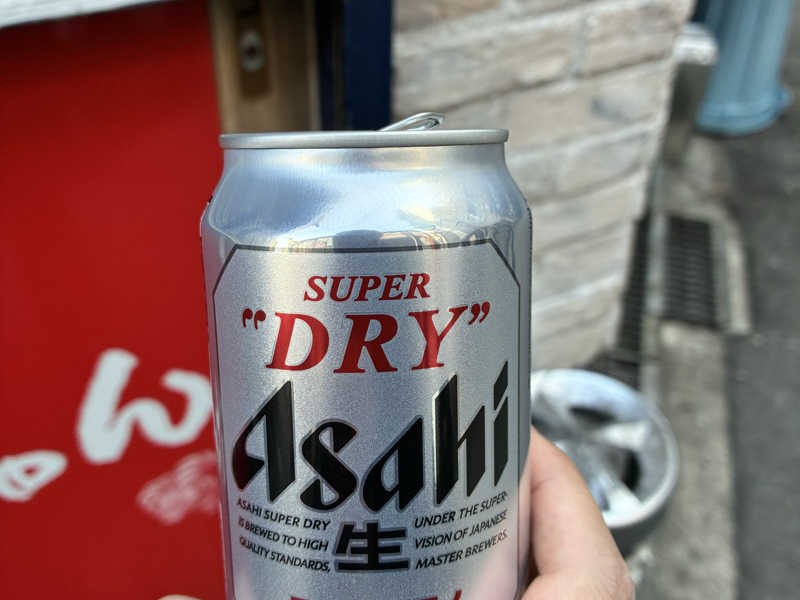 SUPER
"DRY"
Asahi
ASAHI SUPER DRY
IS BREWED TO HIGH
QUALITY STANDARDS,
生
UNDER THE SUPER-
VISION OF JAPANESE
MASTER BREWERS.
ん